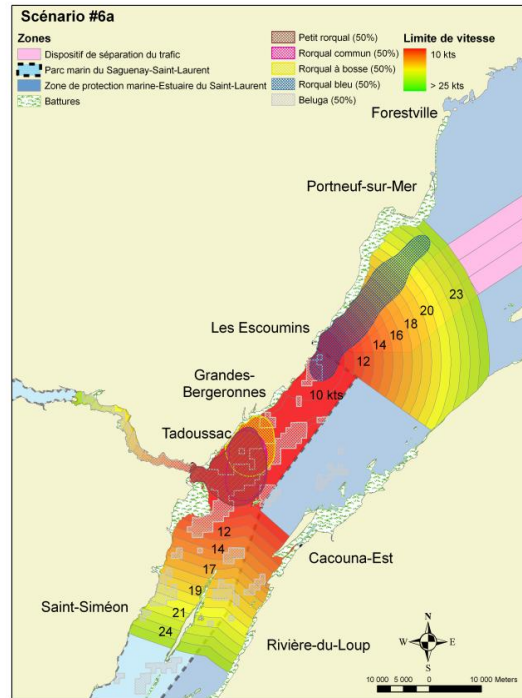 Scénario #6a
Zones
Dispositif de séparation du trafic
Parc marin du Saguenay-Saint-Laurent
Zone de protection marine-Estuaire du Saint-Laurent
Battures
Petit rorqual (50%)
Rorqual commun (50%)
Rorqual à bosse (50%)
Rorqual bleu (50%)
Beluga (50%)
Limite de vitesse
10 kts
> 25 kts
Forestville
Portneuf-sur-Mer
23
20
18
16
14
12
Les Escoumins
10 kts
Grandes-
Bergeronnes
Tadoussac
12
14
17
19
21
24
Cacouna-Est
Saint-Siméon
Rivière-du-Loup
N
W
E
S
10 000
5 000
0
10 000 Meters